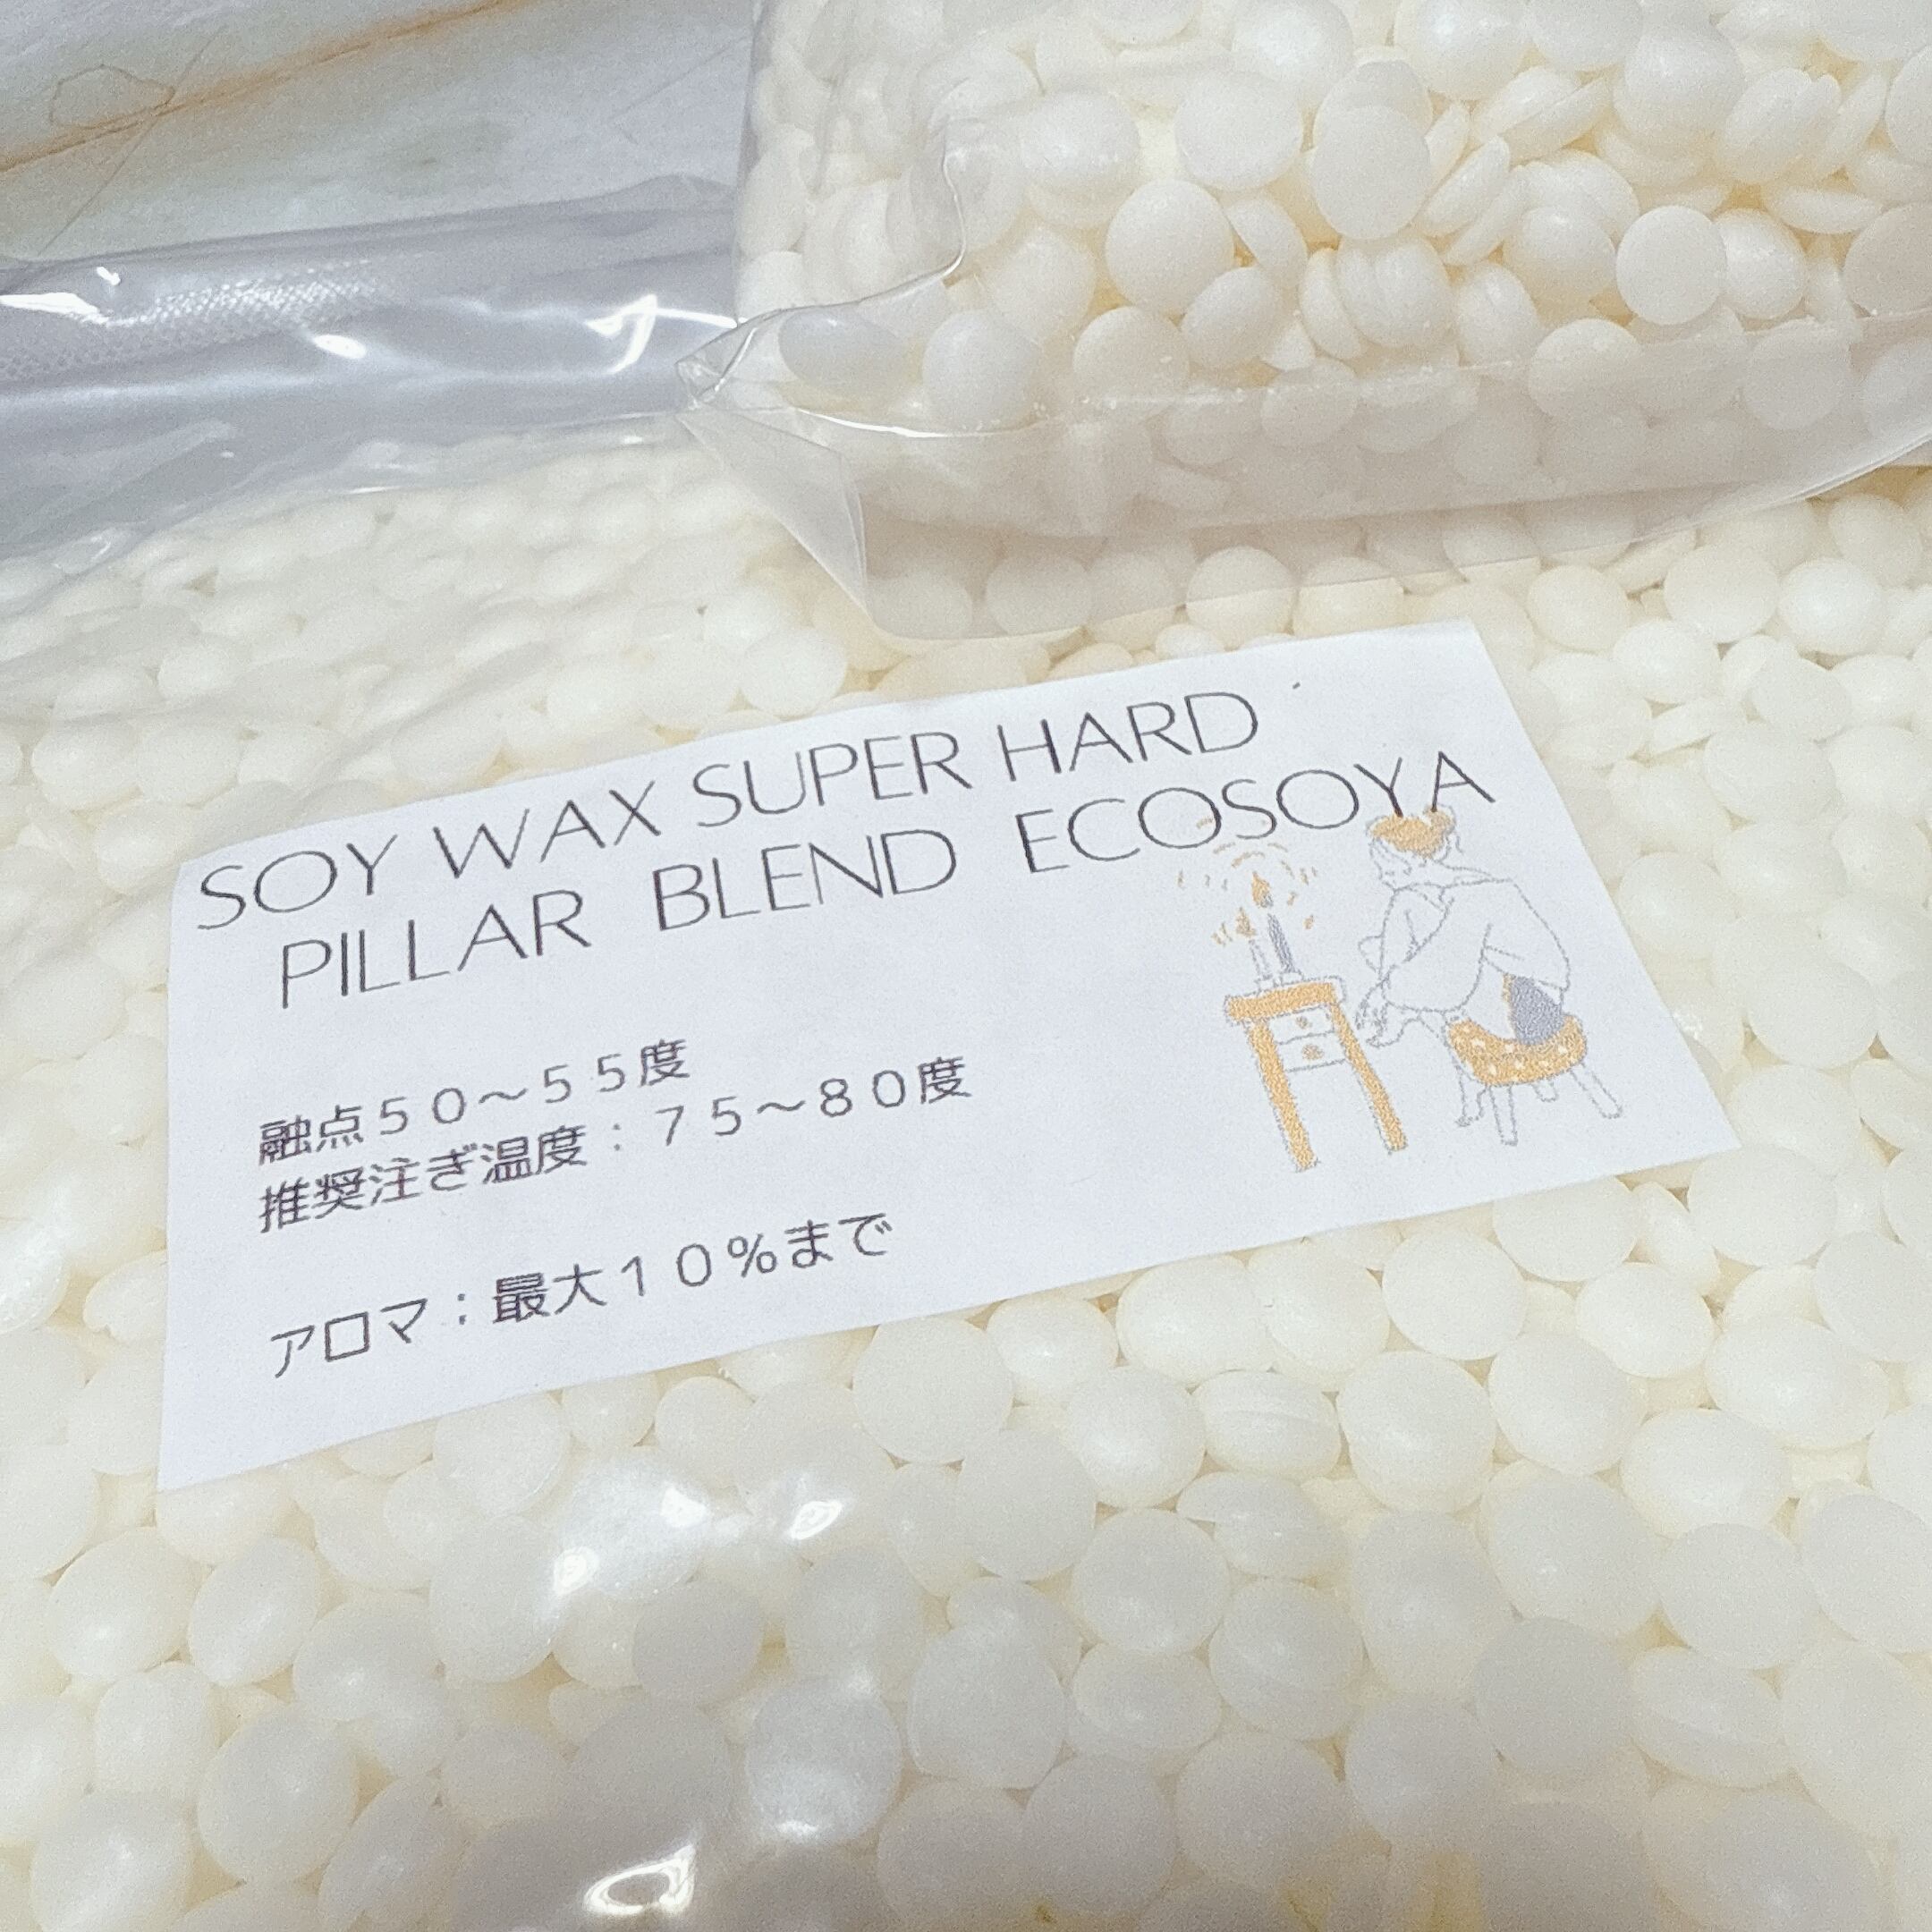 SOY WAX SUPER HARD
PILLAR BLEND ECOSOYA
融点５０〜５５度
推奨注ぎ温度：７５〜８０度
アロマ：最大１０％まで